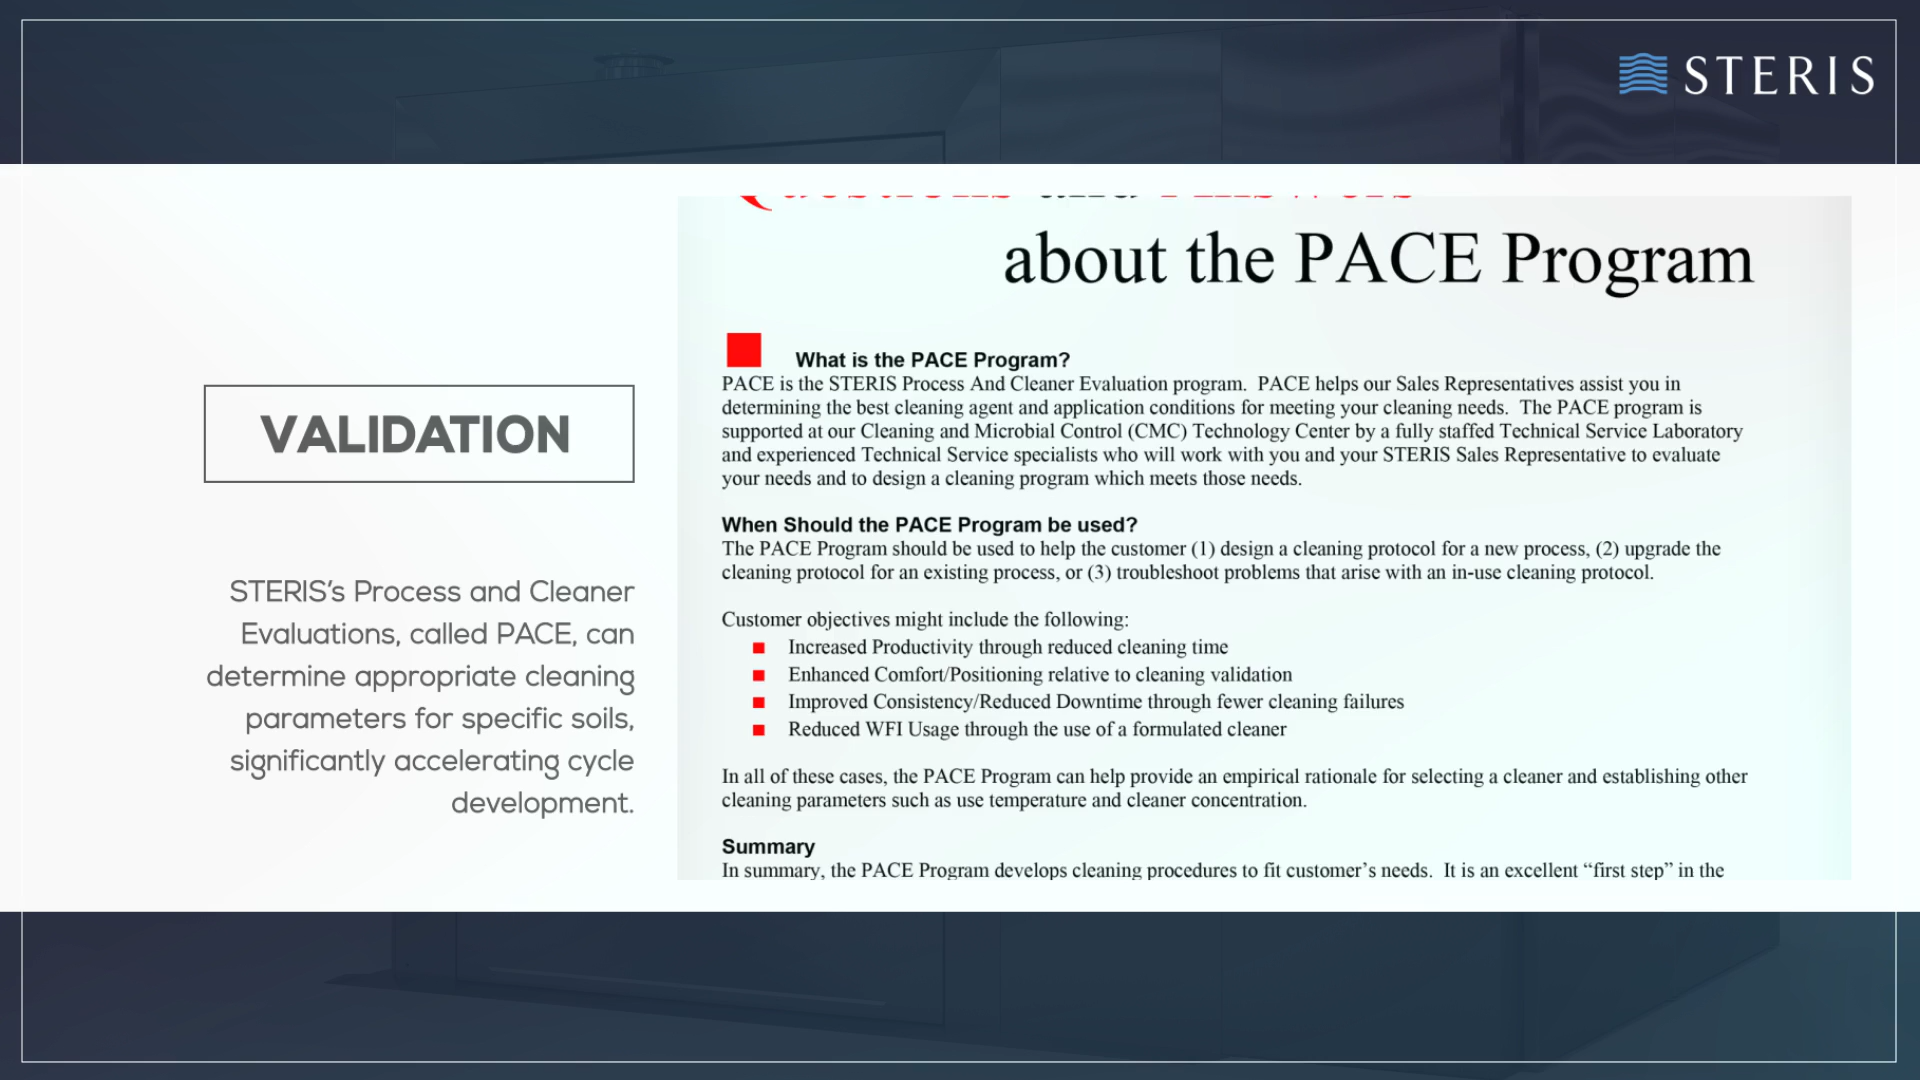 STERIS
VALIDATION
STERIS's Process and Cleaner
Evaluations, called PACE, can
determine appropriate cleaning
parameters for specific soils,
significantly accelerating cycle
development.
Questions and Answers
about the PACE Program
What is the PACE Program?
PACE is the STERIS Process And Cleaner Evaluation program.  PACE helps our Sales Representatives assist you in
determining the best cleaning agent and application conditions for meeting your cleaning needs.  The PACE program is
supported at our Cleaning and Microbial Control (CMC) Technology Center by a fully staffed Technical Service Laboratory
and experienced Technical Service specialists who will work with you and your STERIS Sales Representative to evaluate
your needs and to design a cleaning program which meets those needs.
When Should the PACE Program be used?
The PACE Program should be used to help the customer (1) design a cleaning protocol for a new process, (2) upgrade the
cleaning protocol for an existing process, or (3) troubleshoot problems that arise with an in-use cleaning protocol.
Customer objectives might include the following:
■ Increased Productivity through reduced cleaning time
■ Enhanced Comfort/Positioning relative to cleaning validation
■ Improved Consistency/Reduced Downtime through fewer cleaning failures
■ Reduced WFI Usage through the use of a formulated cleaner
In all of these cases, the PACE Program can help provide an empirical rationale for selecting a cleaner and establishing other
cleaning parameters such as use temperature and cleaner concentration.
Summary
In summary, the PACE Program develops cleaning procedures to fit customer's needs.  It is an excellent “first step” in the